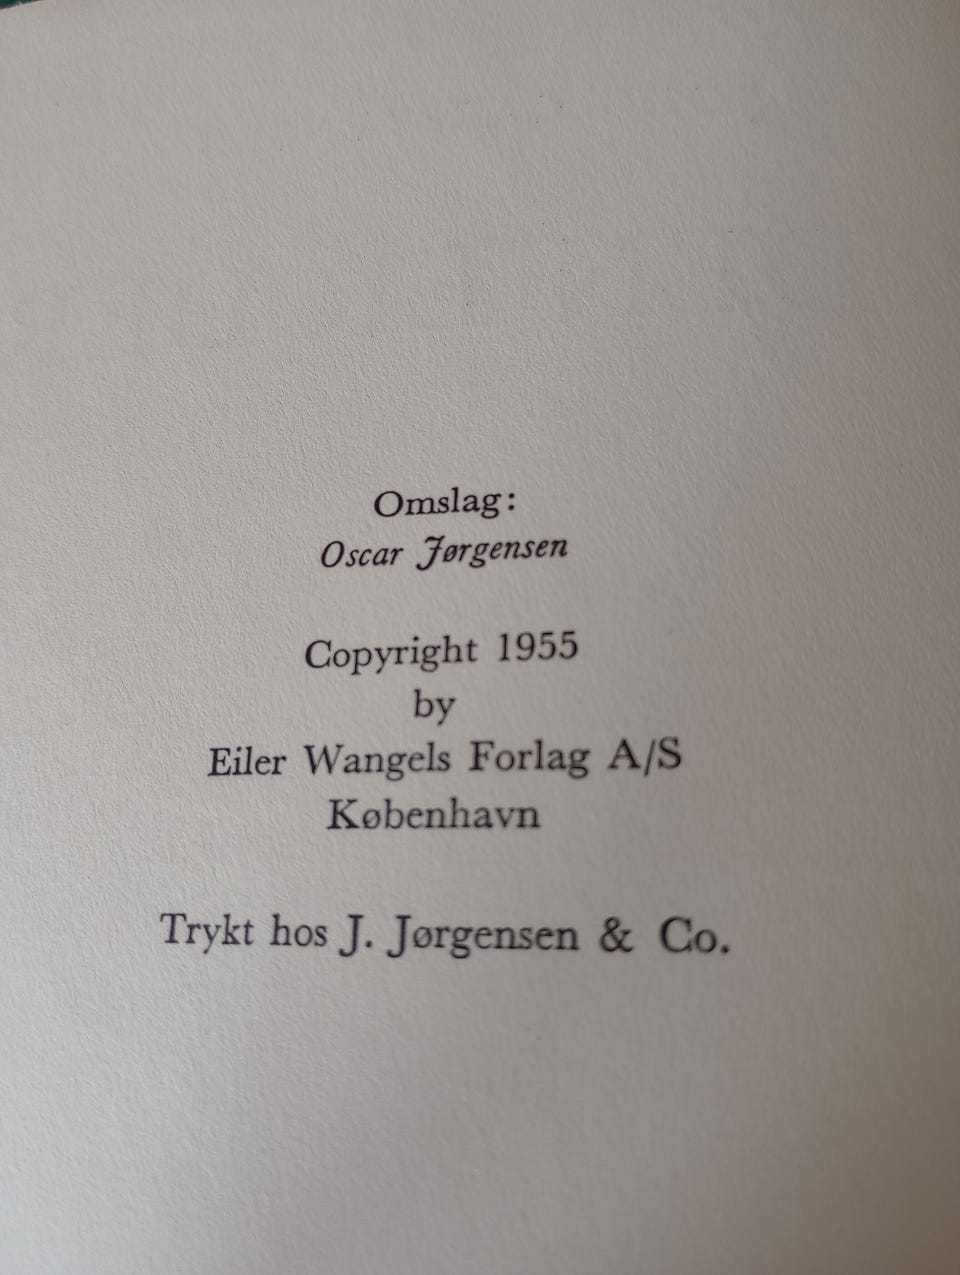 Omslag:
Oscar Jørgensen
Copyright 1955
by
Eiler Wangels Forlag A/S
København
Trykt hos J. Jørgensen & Co.